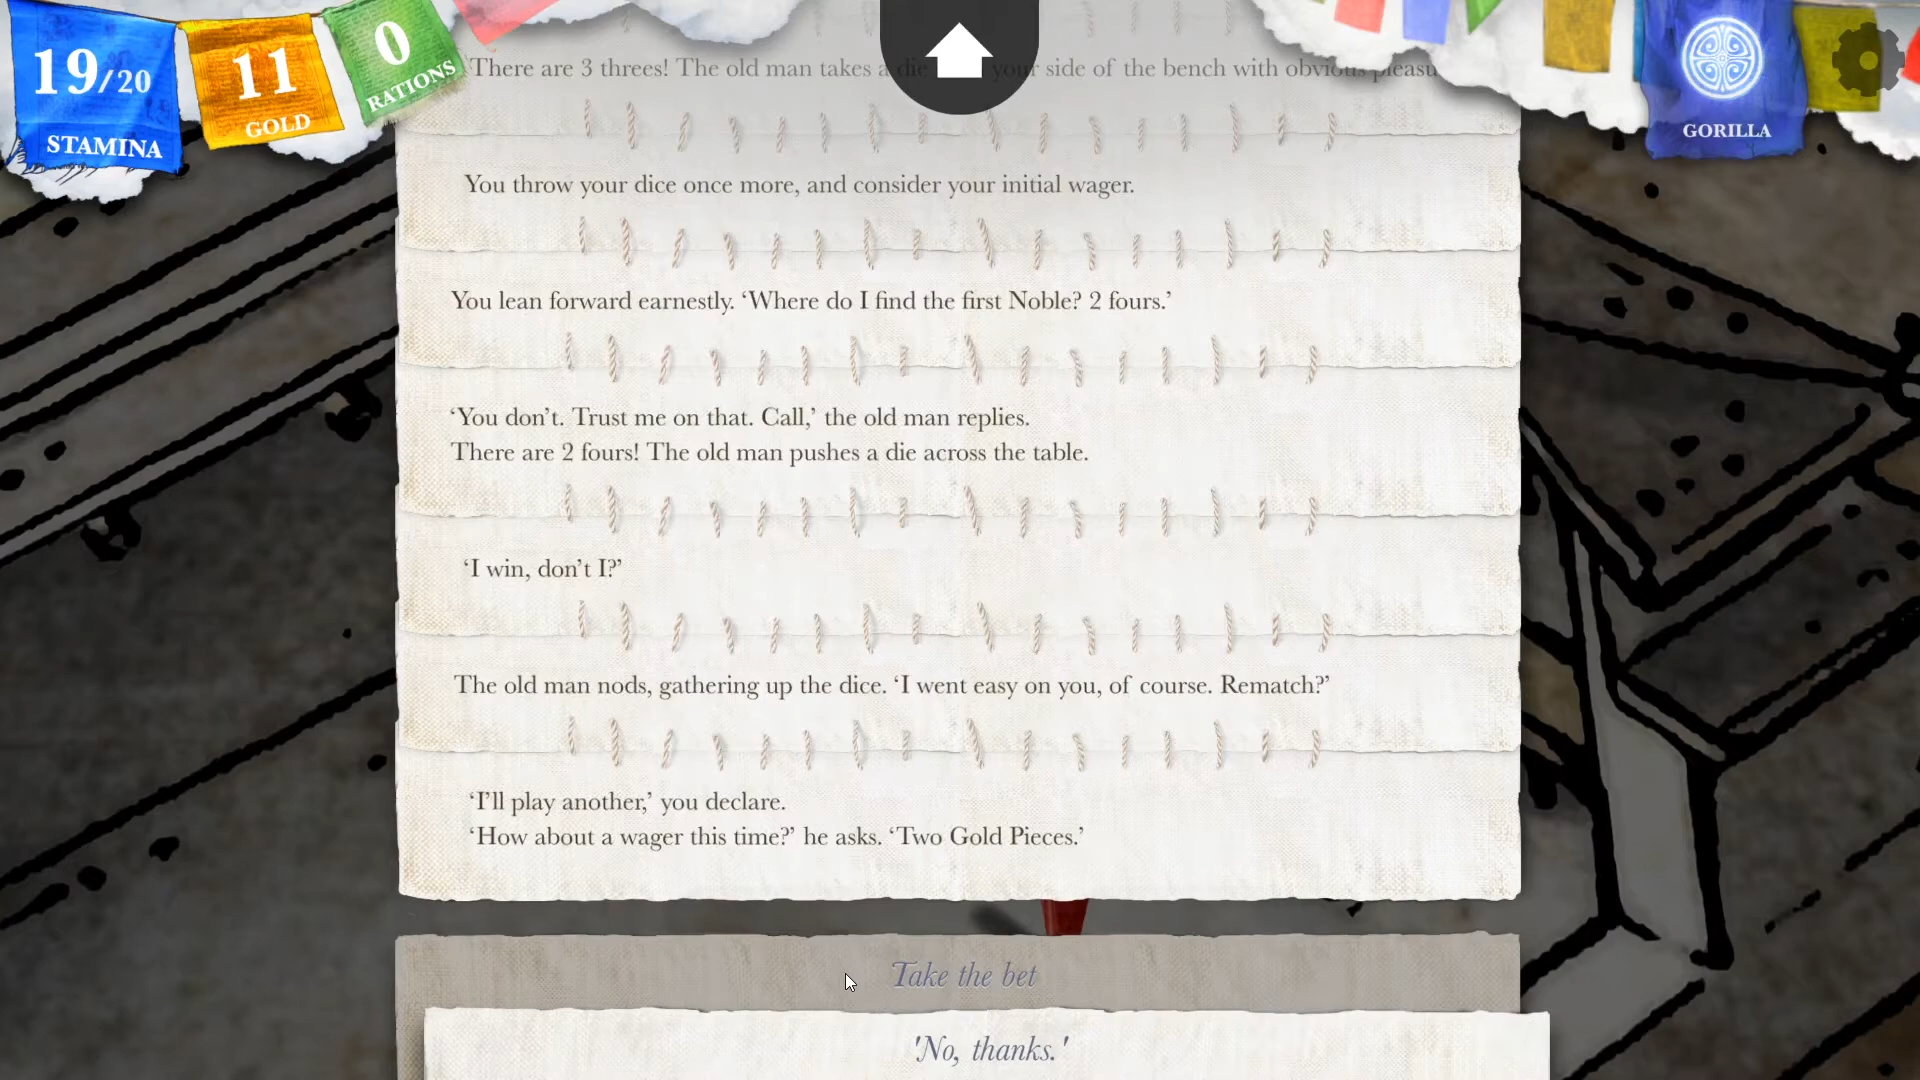 19/20
STAMINA
11
GOLD
0
RATIONS
GORILLA
'There are 3 threes! The old man takes a die your side of the bench with obvious
You throw your dice once more, and consider your initial wager.
You lean forward earnestly. ‘Where do I find the first Noble? 2 fours.’
‘You don’t. Trust me on that. Call,’ the old man replies.
There are 2 fours! The old man pushes a die across the table.
‘I win, don’t I?’
The old man nods, gathering up the dice. ‘I went easy on you, of course. Rematch?’
‘I’ll play another,’ you declare.
‘How about a wager this time?’ he asks. ‘Two Gold Pieces.’
Take the bet
'No, thanks.'